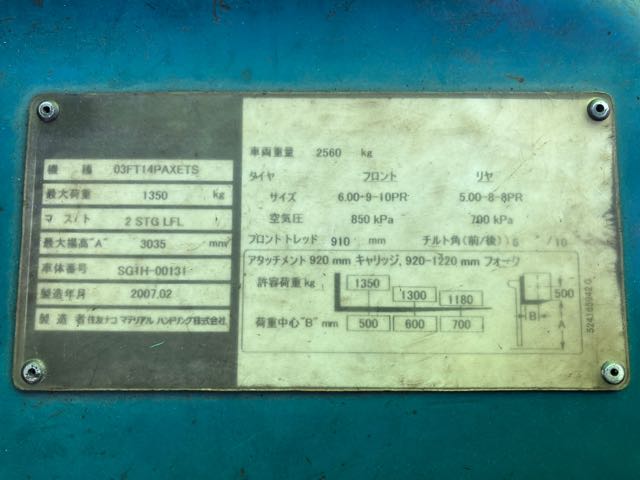 機種 03FT14PAXETS
最大荷重 1350 kg
マスト 2 STG LFL
最大揚高"A" 3035 mm
車体番号 SG1H-00131
製造年月 2007.02
製造者 住友ナコ マテリアル ハンドリング株式会社
車両重量 2560 kg
タイヤ フロント リヤ
サイズ 6.00-9-10PR 5.00-8-8PR
空気圧 850 kPa 700 kPa
フロントトレッド 910 mm チルト角(前/後) 6 / 10
アタッチメント 920 mm キャリッジ, 920-1220 mm フォーク
許容荷重 kg 1350 1300 1180
荷重中心"B" mm 500 600 700
500
B
A